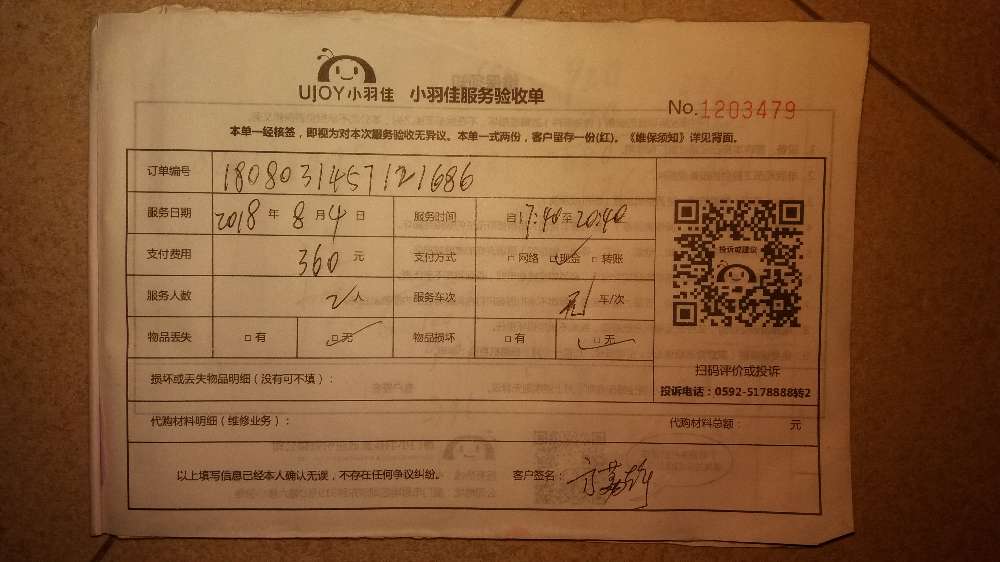 UJOY小羽佳 小羽佳服务验收单
No.1203479
本单一经核签，即视为对本次服务验收无异议。本单一式两份，客户留存一份(红)。《维保须知》详见背面。
订单编号 1808031457121686
服务日期 2018 年 8 月 4 日 服务时间 自17:40至20:40
支付费用 360 元 支付方式 □网络 □现金 □转账
服务人数 2 人 服务车次 车/次
物品丢失 □有 □无 物品损坏 □有 □无
投诉或建议
扫码评价或投诉
投诉电话：0592-5178888转2
损坏或丢失物品明细（没有可不填）：
代购材料明细（维修业务）： 代购材料总额： 元
以上填写信息已经本人确认无误，不存在任何争议纠纷。 客户签名：